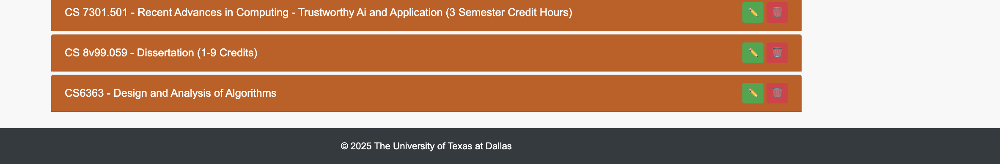 CS 7301.501 - Recent Advances in Computing - Trustworthy Ai and Application (3 Semester Credit Hours)
CS 8v99.059 - Dissertation (1-9 Credits)
CS6363 - Design and Analysis of Algorithms
© 2025 The University of Texas at Dallas